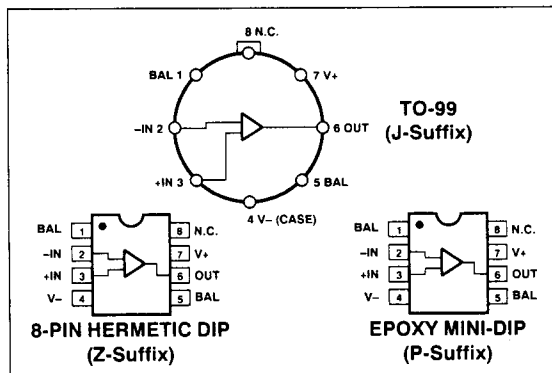 8 N.C.
BAL 1
7 V+
–IN 2
6 OUT
+IN 3
5 BAL
4 V– (CASE)
TO-99
(J-Suffix)
BAL 1 8 N.C.
–IN 2 7 V+
+IN 3 6 OUT
V– 4 5 BAL
8-PIN HERMETIC DIP
(Z-Suffix)
BAL 1 8 N.C.
–IN 2 7 V+
+IN 3 6 OUT
V– 4 5 BAL
EPOXY MINI-DIP
(P-Suffix)